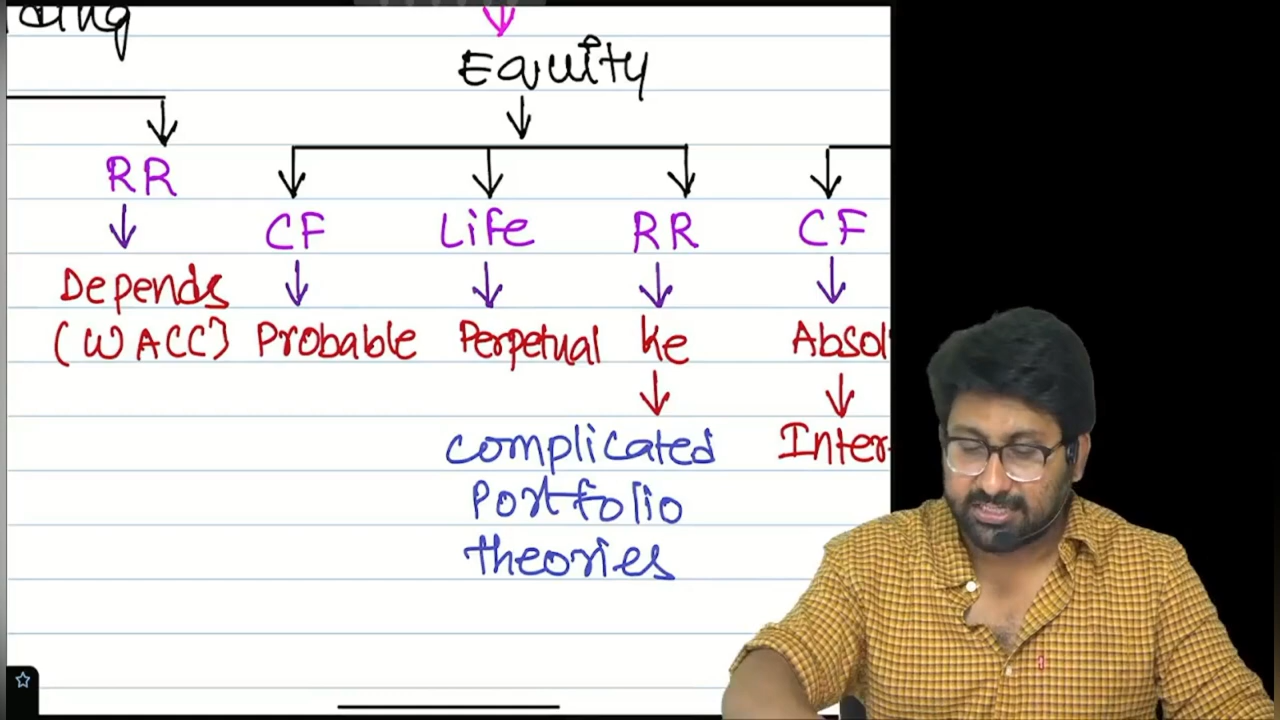 Equity
RR
CF Life RR CF
Depends
(WACC) Probable Perpetual Ke
complicated
Portfolio
theories